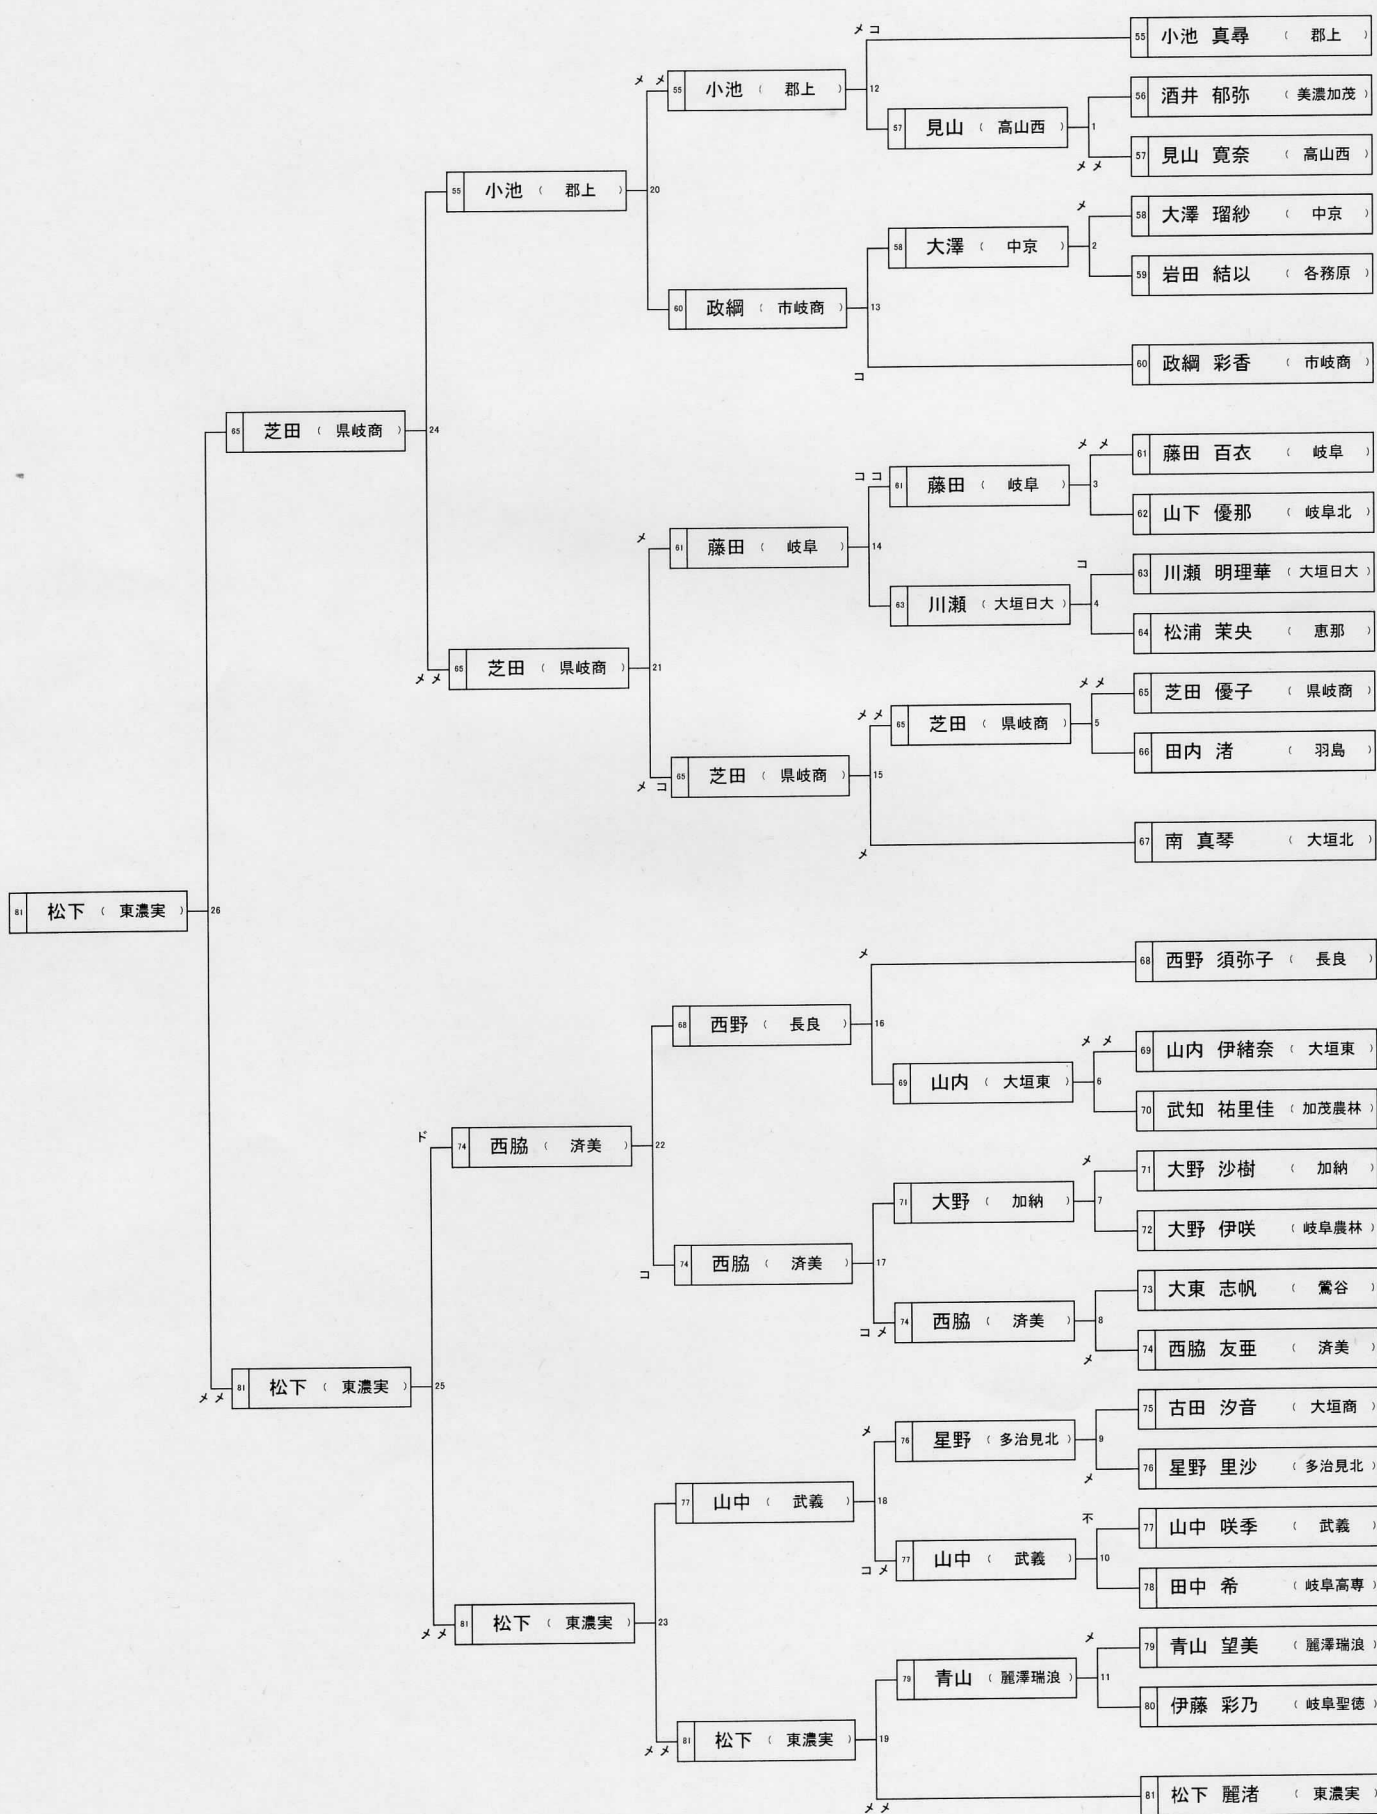 メ コ
55 小池 真尋 （ 郡上 ）
メ メ
55 小池 （ 郡上 ） 12
56 酒井 郁弥 （ 美濃加茂 ）
57 見山 （ 高山西 ） 1
メ メ
57 見山 寛奈 （ 高山西 ）
55 小池 （ 郡上 ） 20
メ
58 大澤 瑠紗 （ 中京 ）
58 大澤 （ 中京 ） 2
59 岩田 結以 （ 各務原 ）
60 政綱 （ 市岐商 ） 13
コ
60 政綱 彩香 （ 市岐商 ）
65 芝田 （ 県岐商 ） 24
メ メ
61 藤田 百衣 （ 岐阜 ）
コ コ
61 藤田 （ 岐阜 ） 3
62 山下 優那 （ 岐阜北 ）
メ
61 藤田 （ 岐阜 ） 14
コ
63 川瀬 明理華 （ 大垣日大 ）
63 川瀬 （ 大垣日大 ） 4
64 松浦 茉央 （ 恵那 ）
メ メ
65 芝田 （ 県岐商 ） 21
メ メ
65 芝田 優子 （ 県岐商 ）
メ メ
65 芝田 （ 県岐商 ） 5
66 田内 渚 （ 羽島 ）
メ コ
65 芝田 （ 県岐商 ） 15
メ
67 南 真琴 （ 大垣北 ）
81 松下 （ 東濃実 ） 26
メ
68 西野 須弥子 （ 長良 ）
68 西野 （ 長良 ） 16
メ メ
69 山内 伊緒奈 （ 大垣東 ）
69 山内 （ 大垣東 ） 6
70 武知 祐里佳 （ 加茂農林 ）
ド
74 西脇 （ 済美 ） 22
メ
71 大野 沙樹 （ 加納 ）
71 大野 （ 加納 ） 7
72 大野 伊咲 （ 岐阜農林 ）
コ
74 西脇 （ 済美 ） 17
73 大東 志帆 （ 鶯谷 ）
コ メ
74 西脇 （ 済美 ） 8
メ
74 西脇 友亜 （ 済美 ）
メ メ
81 松下 （ 東濃実 ） 25
75 古田 汐音 （ 大垣商 ）
メ
76 星野 （ 多治見北 ） 9
メ
76 星野 里沙 （ 多治見北 ）
77 山中 （ 武義 ） 18
不
77 山中 咲季 （ 武義 ）
コ メ
77 山中 （ 武義 ） 10
78 田中 希 （ 岐阜高専 ）
メ メ
81 松下 （ 東濃実 ） 23
メ
79 青山 望美 （ 麗澤瑞浪 ）
79 青山 （ 麗澤瑞浪 ） 11
80 伊藤 彩乃 （ 岐阜聖徳 ）
メ メ
81 松下 （ 東濃実 ） 19
メ メ
81 松下 麗渚 （ 東濃実 ）